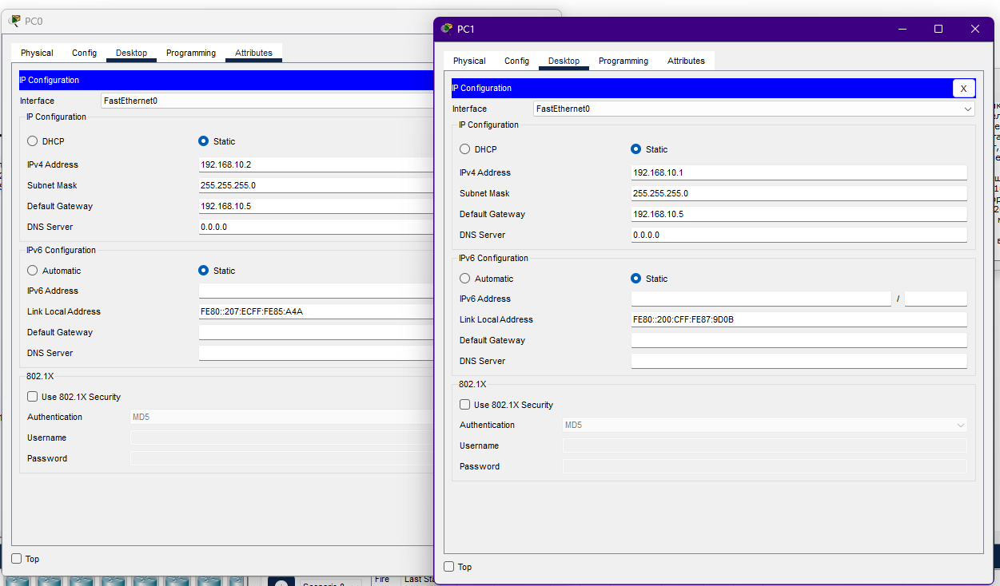 PC0
Physical Config Desktop Programming Attributes
IP Configuration
Interface FastEthernet0
IP Configuration
DHCP Static
IPv4 Address 192.168.10.2
Subnet Mask 255.255.255.0
Default Gateway 192.168.10.5
DNS Server 0.0.0.0
IPv6 Configuration
Automatic Static
IPv6 Address
Link Local Address FE80::207:ECFF:FE85:A4A
Default Gateway
DNS Server
802.1X
Use 802.1X Security
Authentication MD5
Username
Password
Top
PC1
Physical Config Desktop Programming Attributes
IP Configuration X
Interface FastEthernet0
IP Configuration
DHCP Static
IPv4 Address 192.168.10.1
Subnet Mask 255.255.255.0
Default Gateway 192.168.10.5
DNS Server 0.0.0.0
IPv6 Configuration
Automatic Static
IPv6 Address /
Link Local Address FE80::200:CFF:FE87:9D0B
Default Gateway
DNS Server
802.1X
Use 802.1X Security
Authentication MD5
Username
Password
Top
Fire Last